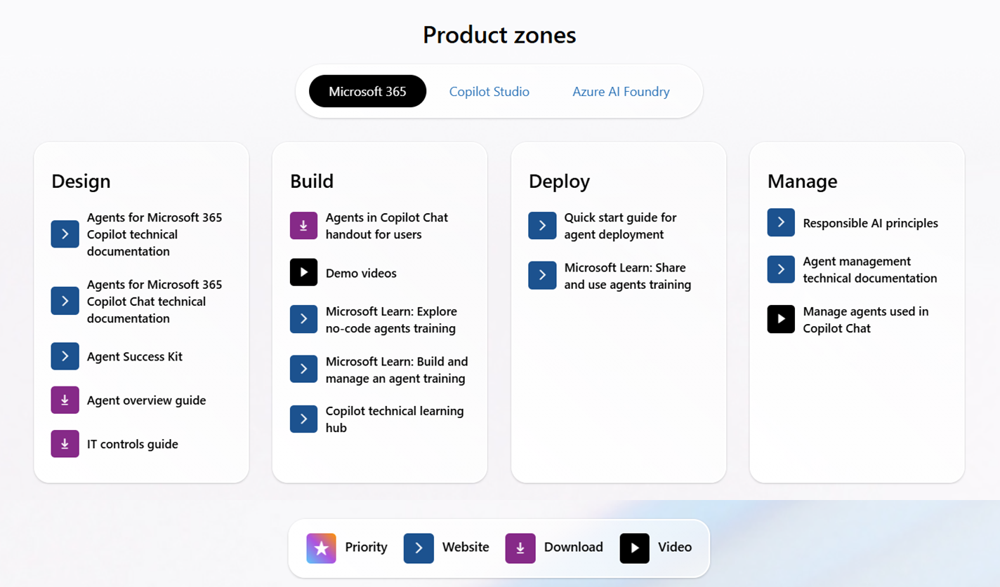 Product zones
Microsoft 365
Copilot Studio
Azure AI Foundry
Design
Agents for Microsoft 365
Copilot technical
documentation
Agents for Microsoft 365
Copilot Chat technical
documentation
Agent Success Kit
Agent overview guide
IT controls guide
Build
Agents in Copilot Chat
handout for users
Demo videos
Microsoft Learn: Explore
no-code agents training
Microsoft Learn: Build and
manage an agent training
Copilot technical learning
hub
Deploy
Quick start guide for
agent deployment
Microsoft Learn: Share
and use agents training
Manage
Responsible AI principles
Agent management
technical documentation
Manage agents used in
Copilot Chat
Priority
Website
Download
Video